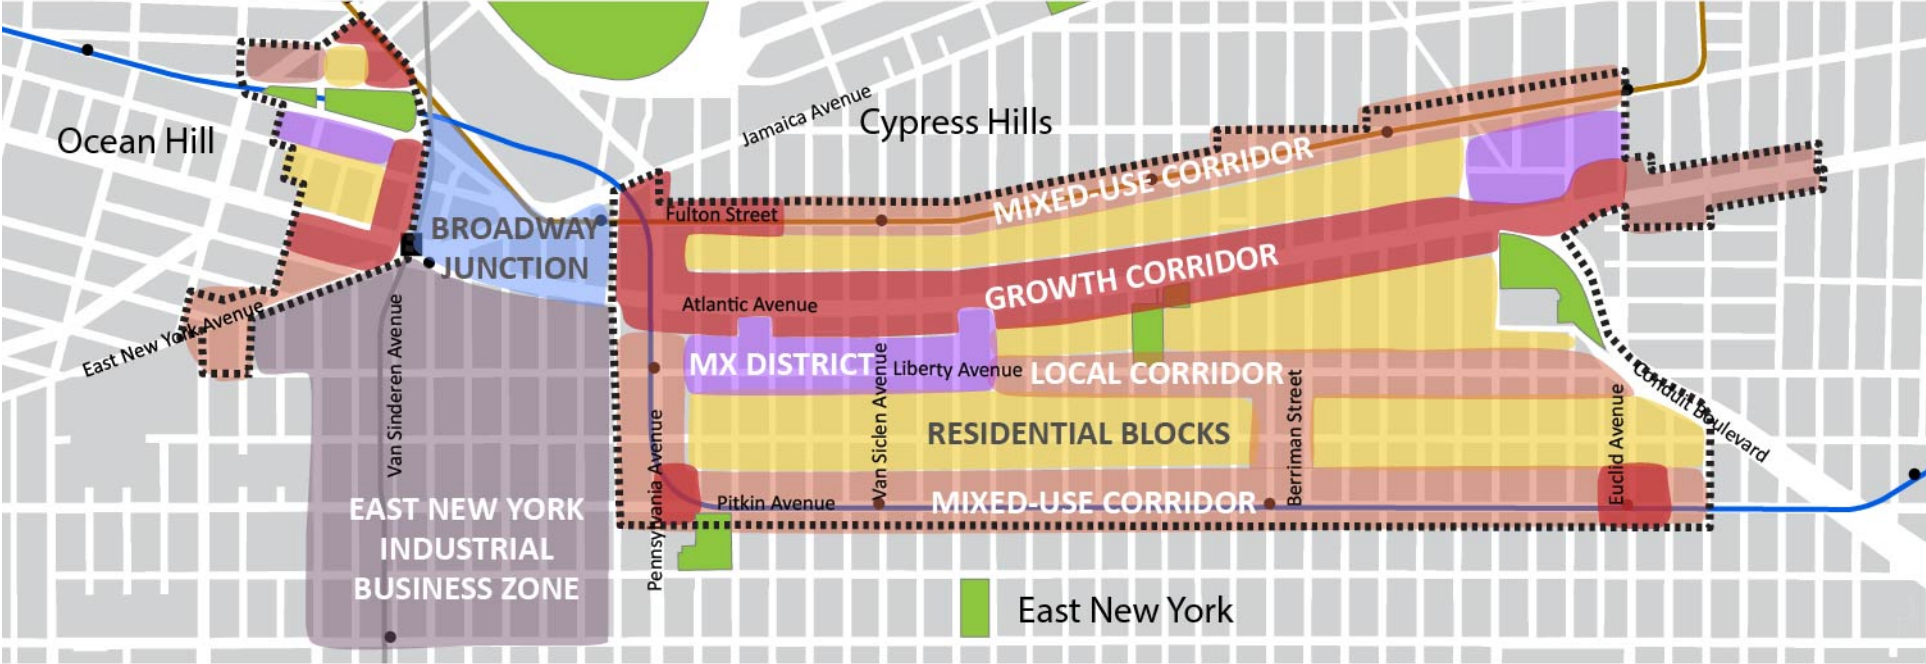 Ocean Hill
Jamaica Avenue
Cypress Hills
MIXED-USE CORRIDOR
Fulton Street
BROADWAY
JUNCTION
GROWTH CORRIDOR
Atlantic Avenue
East New York Avenue
Van Sinderen Avenue
MX DISTRICT
Van Siclen Avenue
Liberty Avenue
LOCAL CORRIDOR
Berriman Street
Euclid Avenue
Conduit Boulevard
RESIDENTIAL BLOCKS
Pennsylvania Avenue
Pitkin Avenue
MIXED-USE CORRIDOR
EAST NEW YORK
INDUSTRIAL
BUSINESS ZONE
East New York